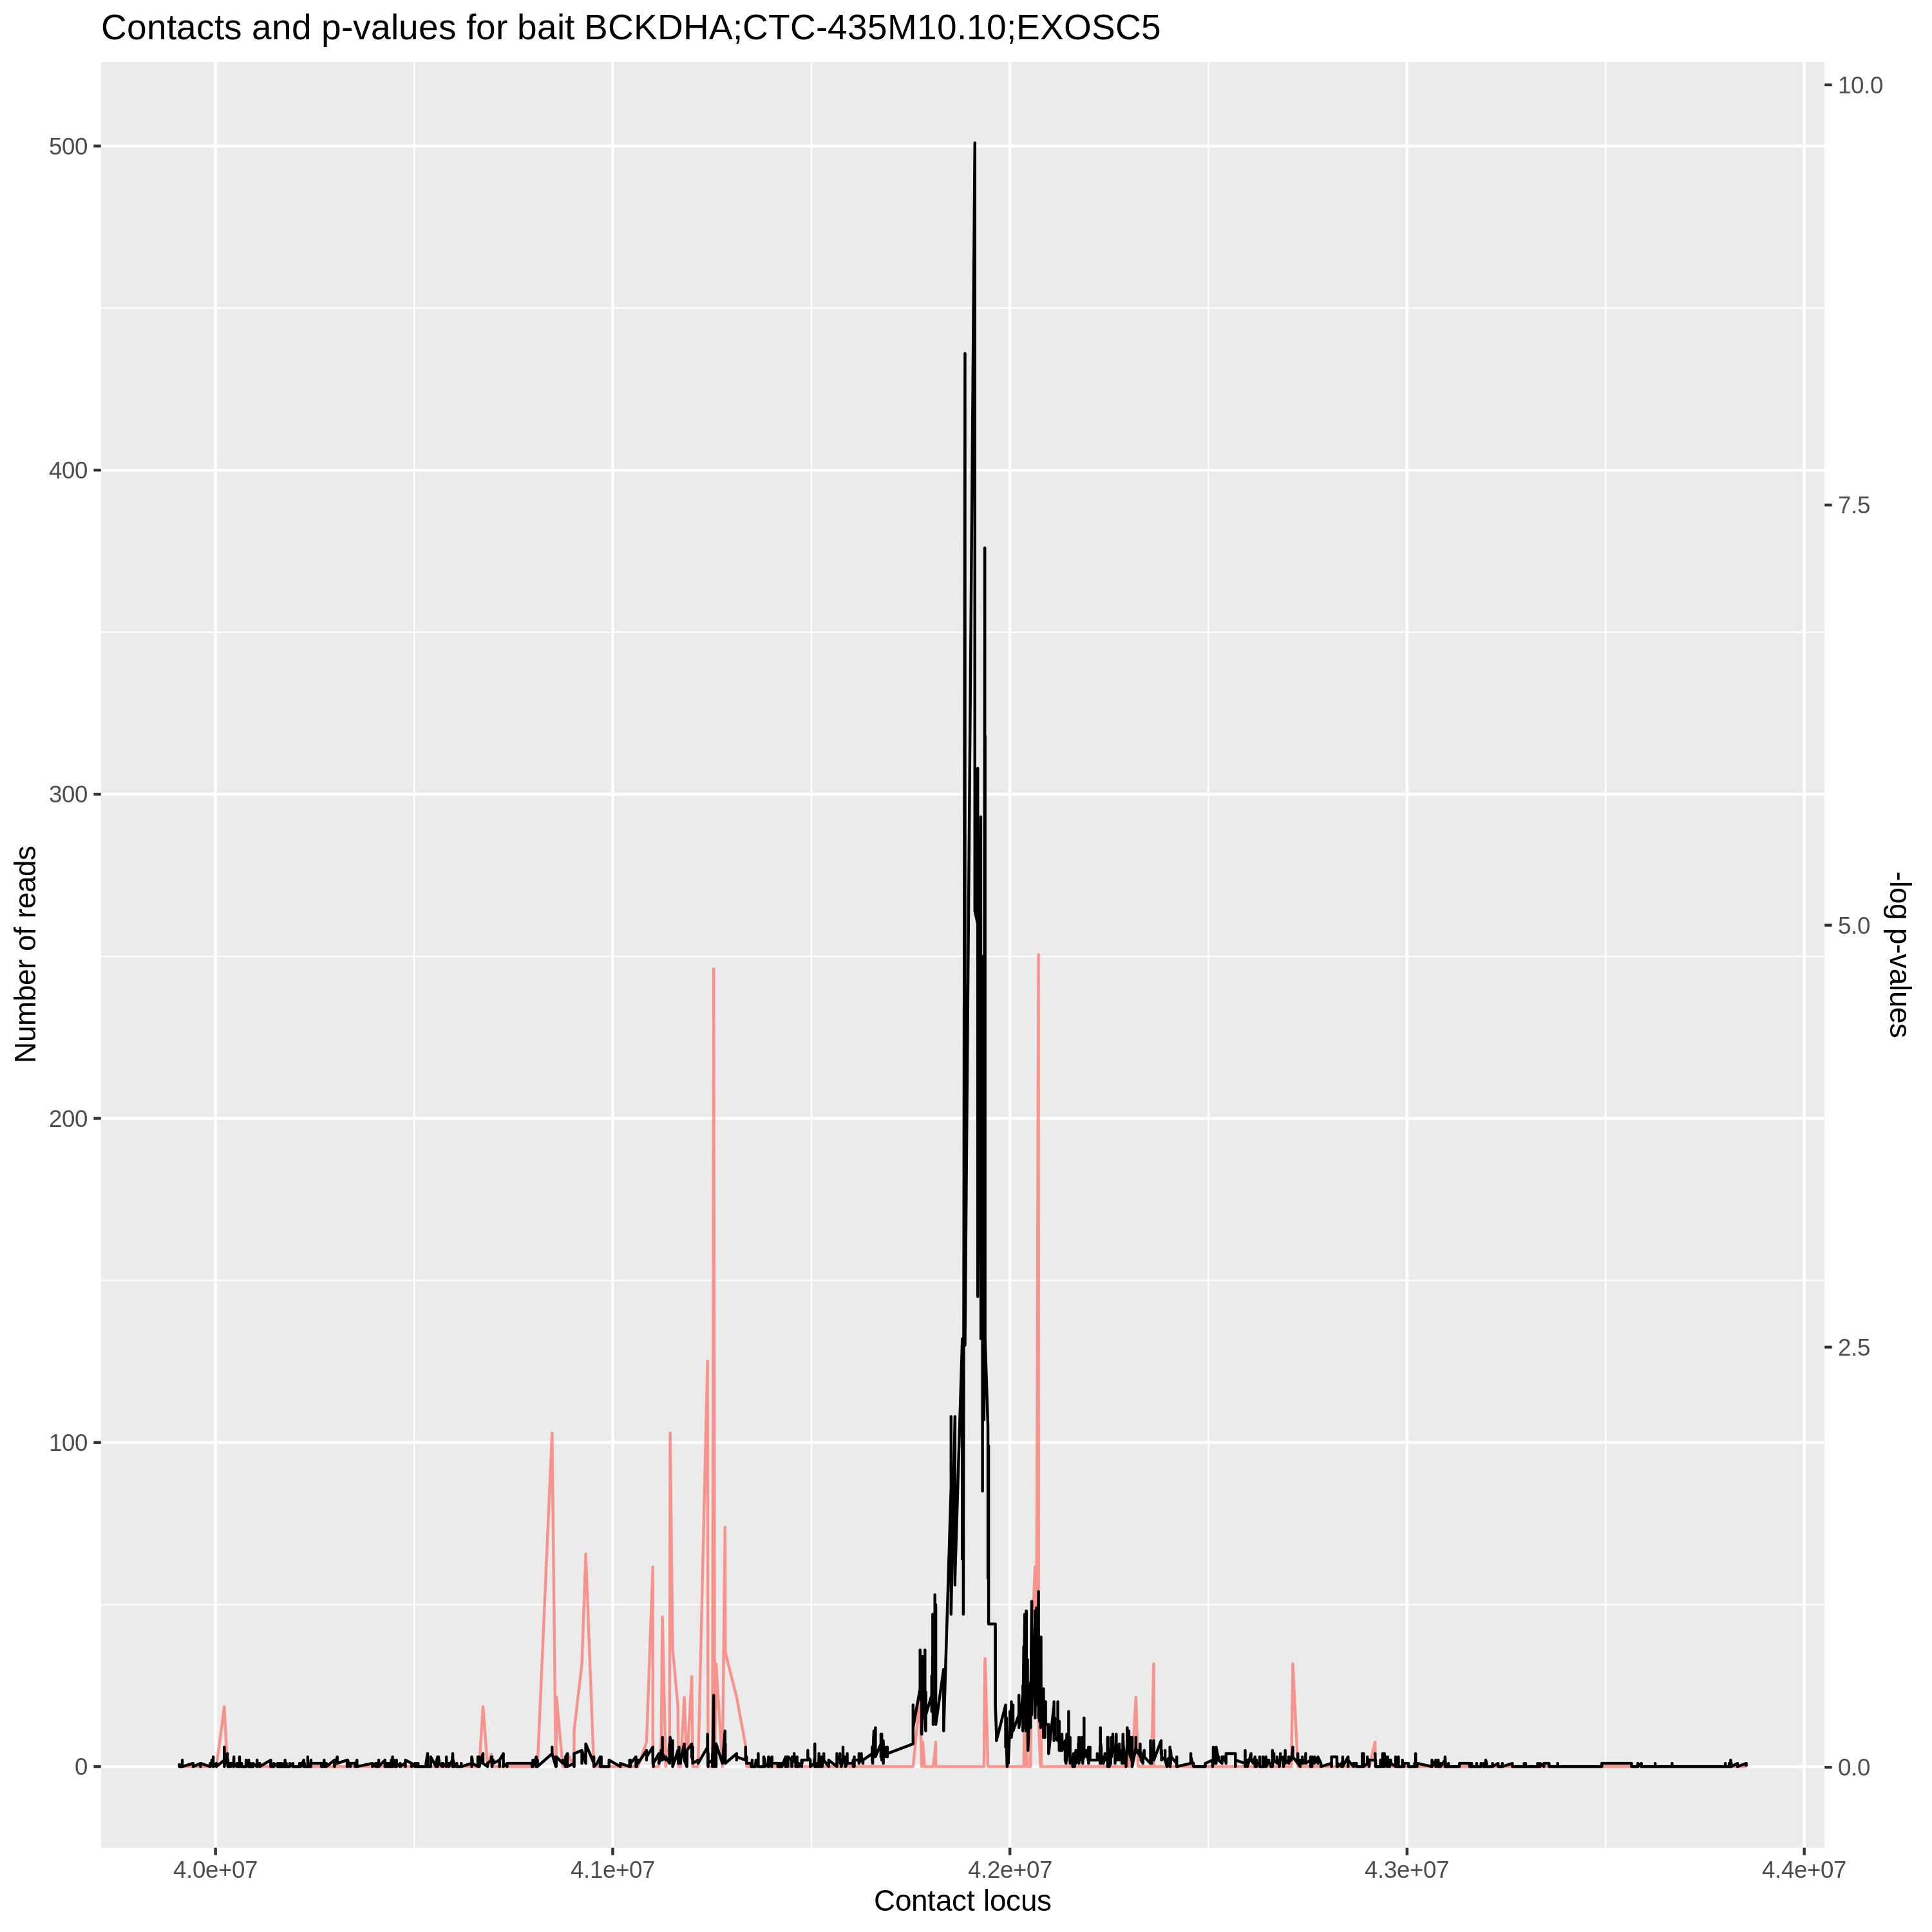 Contacts and p-values for bait BCKDHA;CTC-435M10.10;EXOSC5
500
400
300
200
100
0
Number of reads
10.0
7.5
5.0
2.5
0.0
-log p-values
4.0e+07
4.1e+07
4.2e+07
4.3e+07
4.4e+07
Contact locus